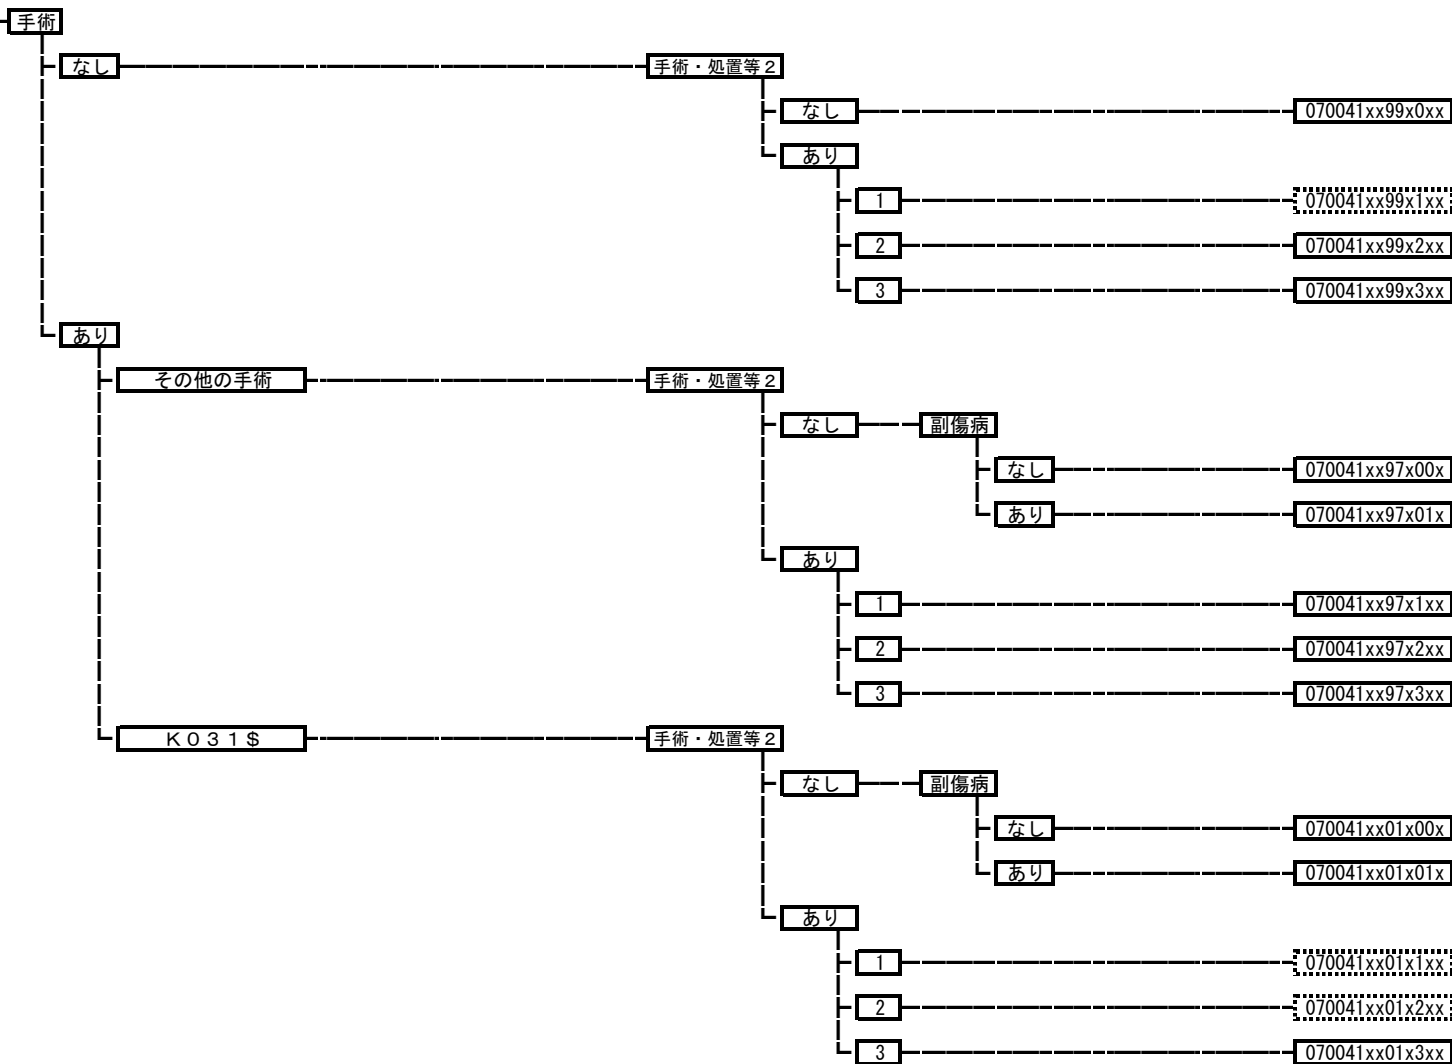 手術
なし 手術・処置等２
なし 070041xx99x0xx
あり
1 070041xx99x1xx
2 070041xx99x2xx
3 070041xx99x3xx
あり
その他の手術 手術・処置等２
なし 副傷病
なし 070041xx97x00x
あり 070041xx97x01x
あり
1 070041xx97x1xx
2 070041xx97x2xx
3 070041xx97x3xx
Ｋ０３１＄ 手術・処置等２
なし 副傷病
なし 070041xx01x00x
あり 070041xx01x01x
あり
1 070041xx01x1xx
2 070041xx01x2xx
3 070041xx01x3xx